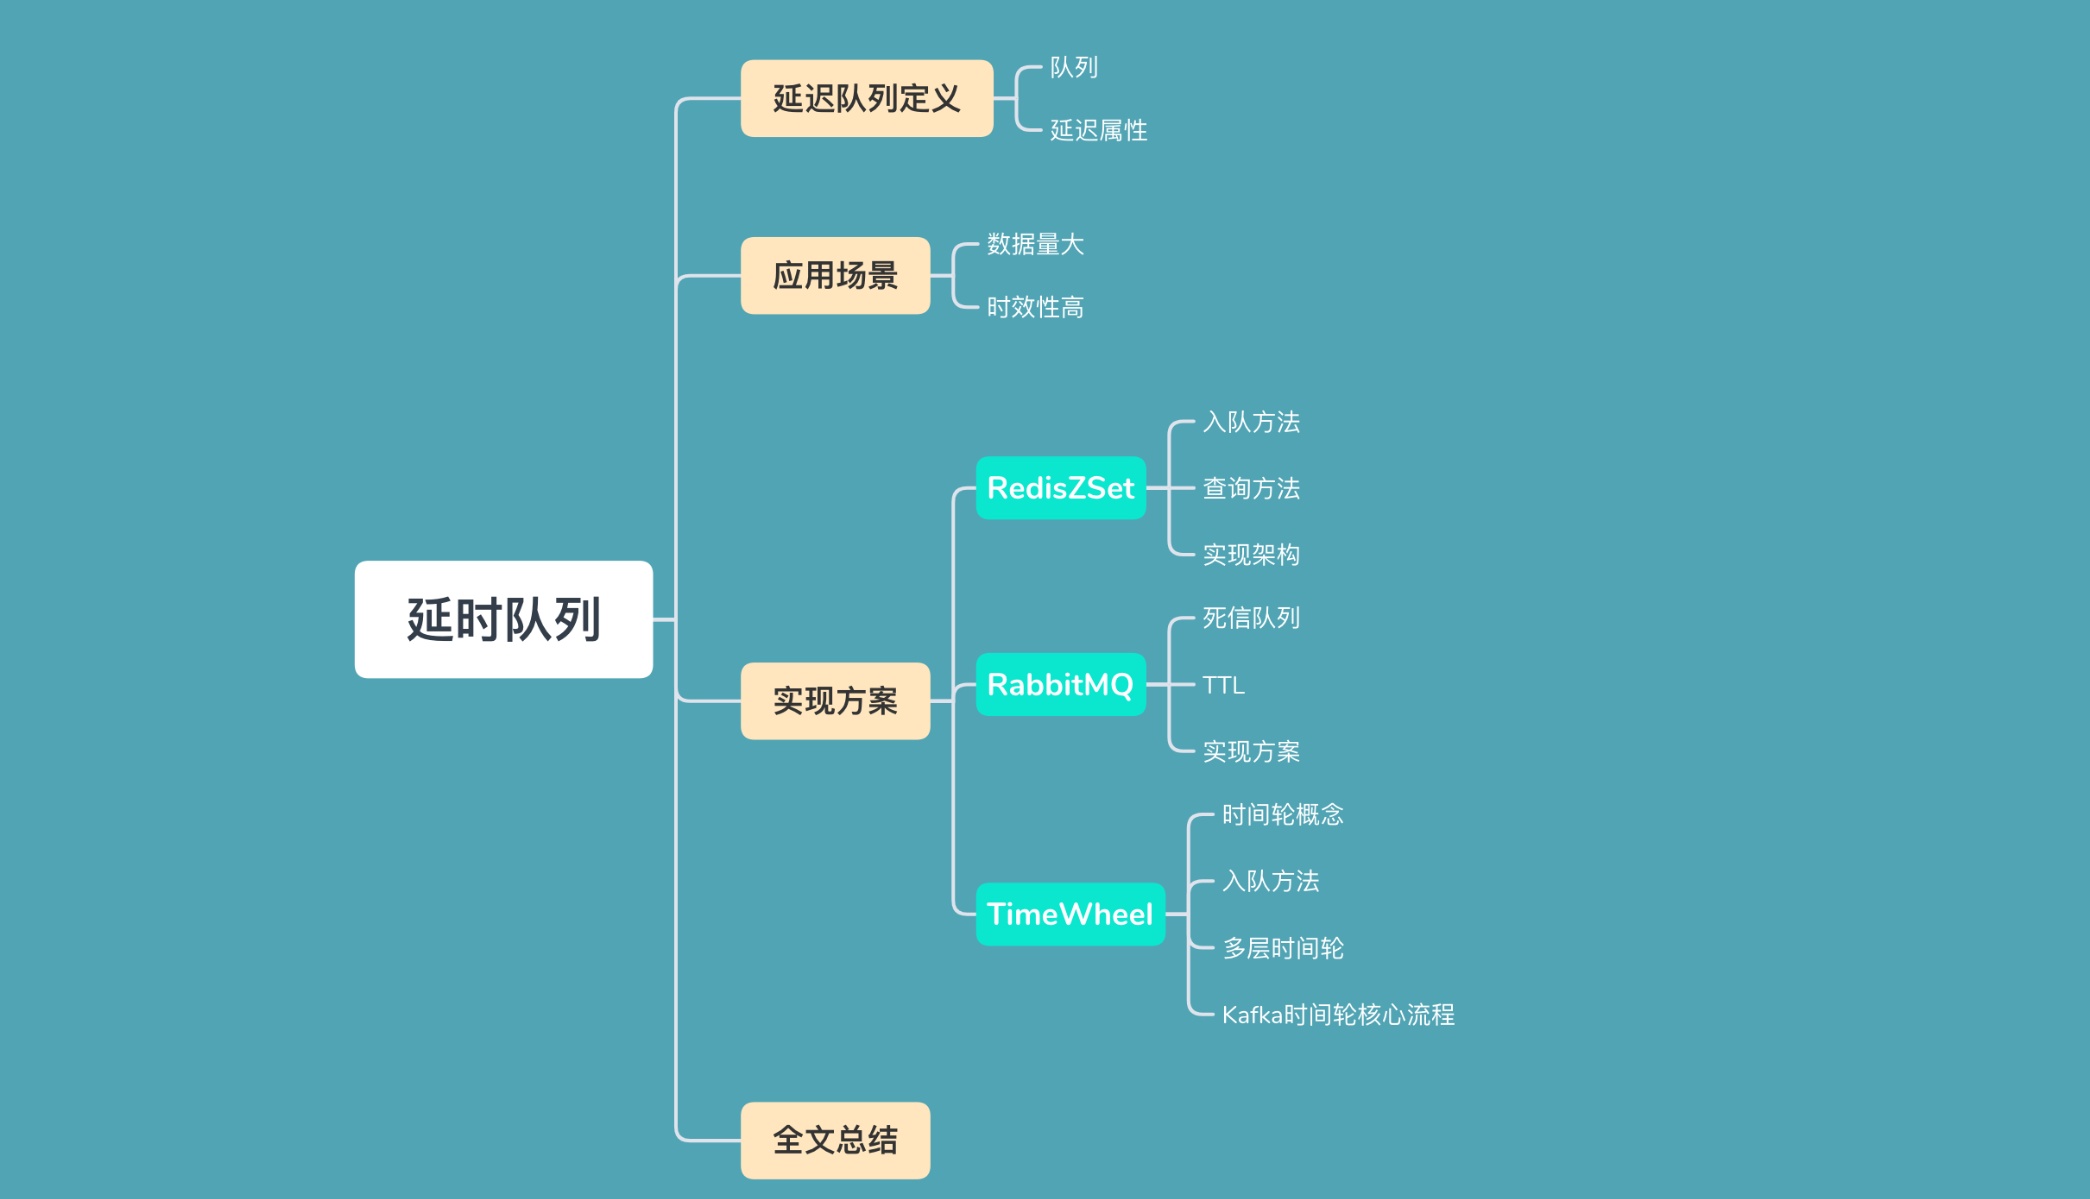 延时队列
延迟队列定义
队列
延迟属性
应用场景
数据量大
时效性高
实现方案
RedisZSet
入队方法
查询方法
实现架构
RabbitMQ
死信队列
TTL
实现方案
TimeWheel
时间轮概念
入队方法
多层时间轮
Kafka时间轮核心流程
全文总结